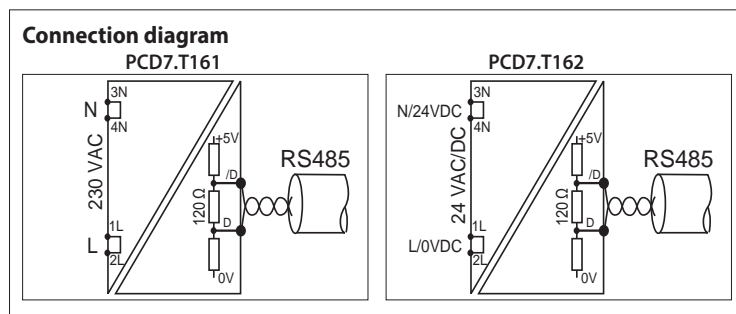 Connection diagram
PCD7.T161
3N
N
4N
230 VAC
1L
L
2L
+5V
/D
120 Ω
D
0V
RS485
PCD7.T162
3N
N/24VDC
4N
24 VAC/DC
1L
L/0VDC
2L
+5V
/D
120 Ω
D
0V
RS485